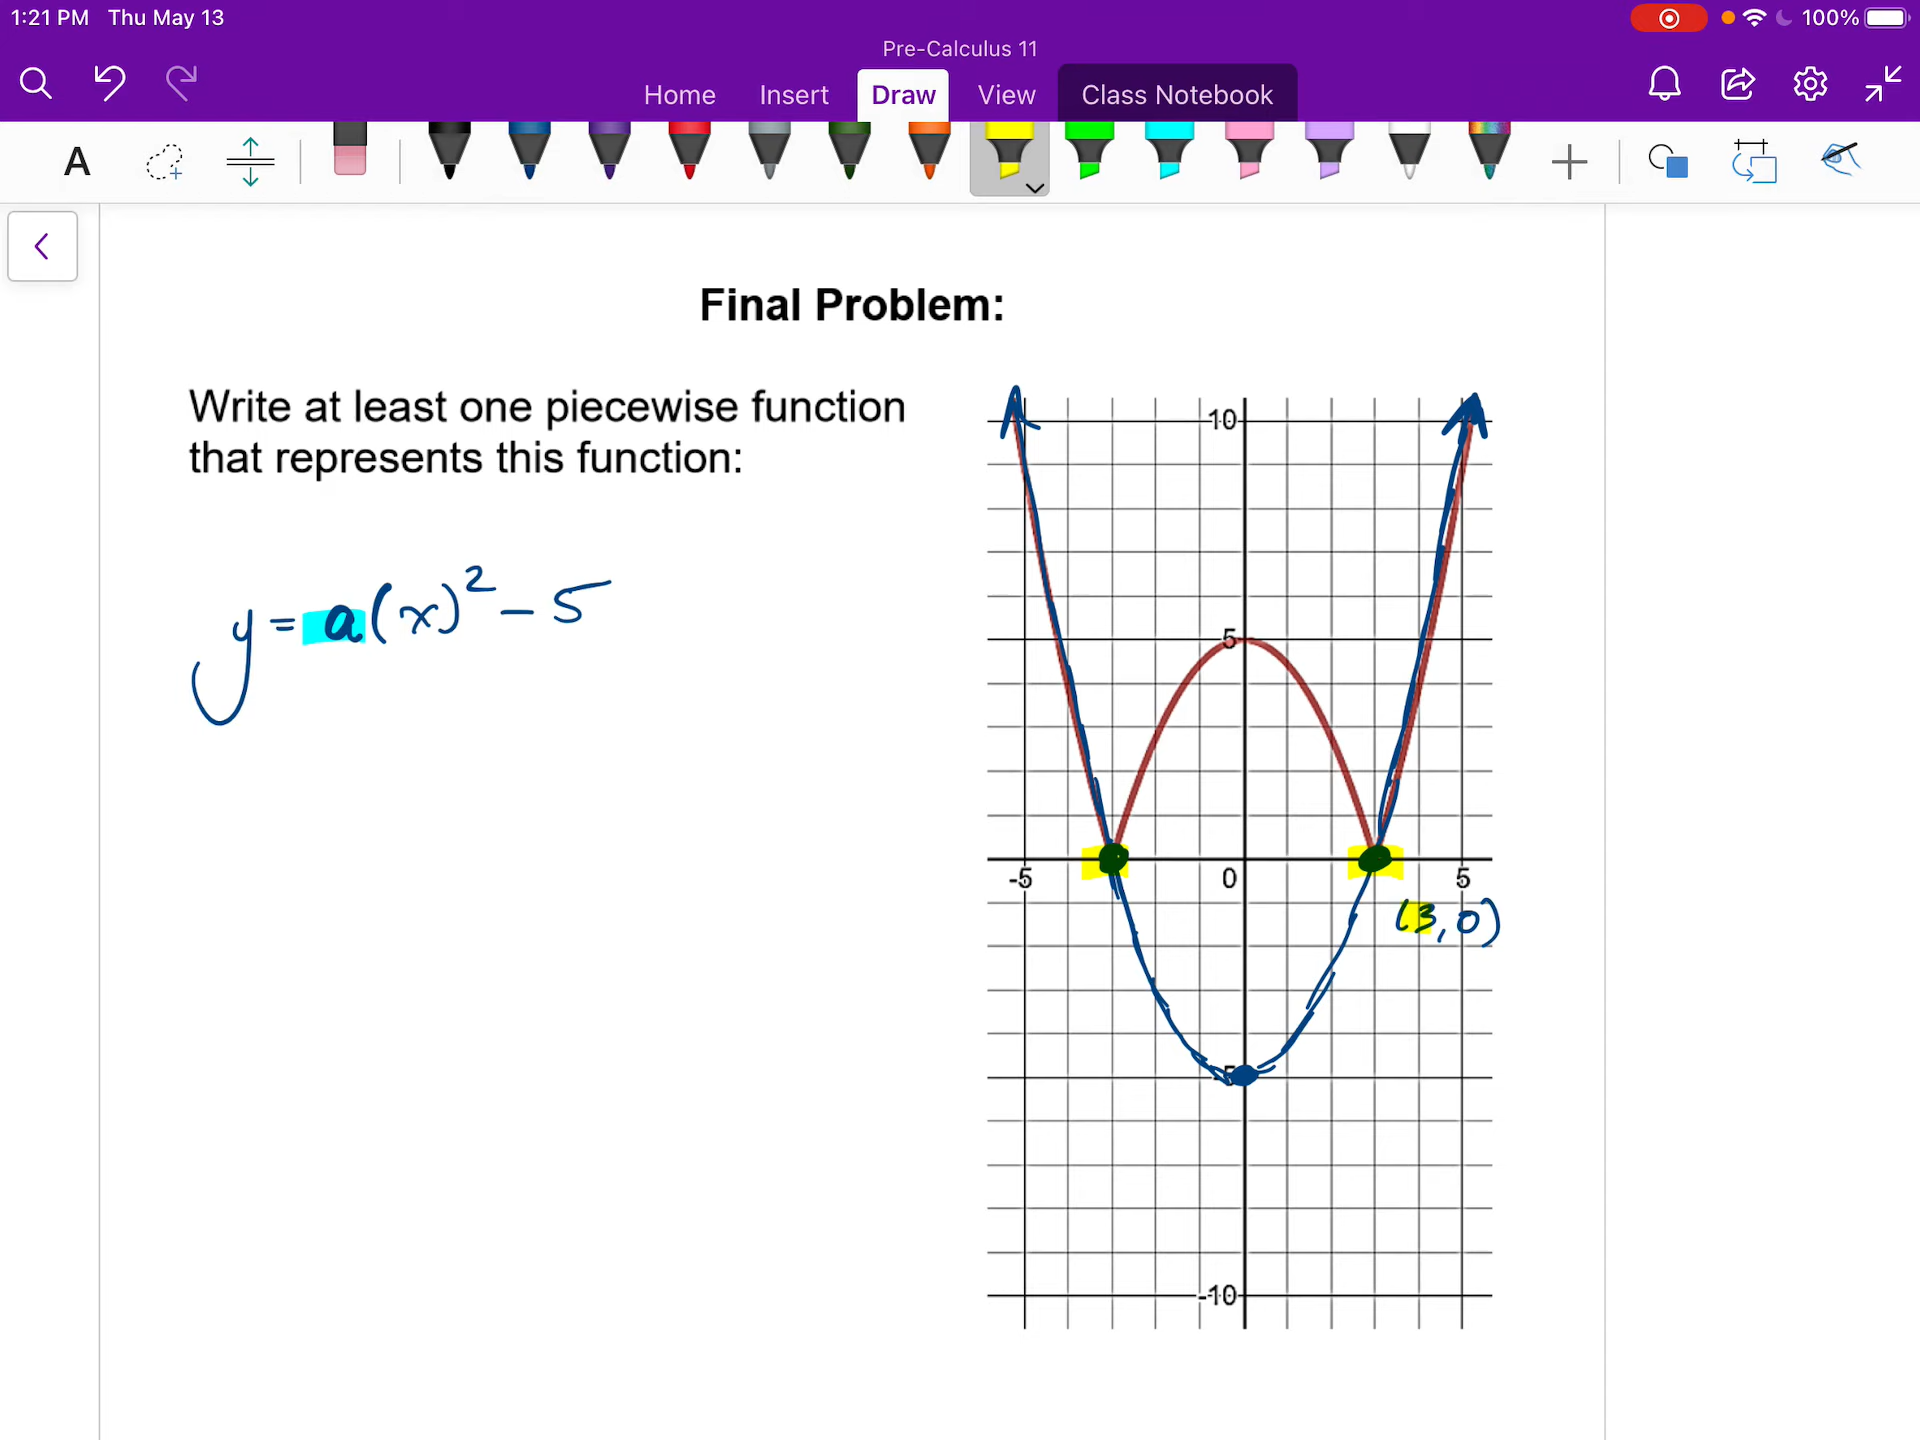 1:21 PM Thu May 13
100%
Pre-Calculus 11
Home Insert Draw View Class Notebook
A
Final Problem:
Write at least one piecewise function
that represents this function:
y = a(x)² - 5
10
5
-5 0 5
(3, 0)
-5
-10